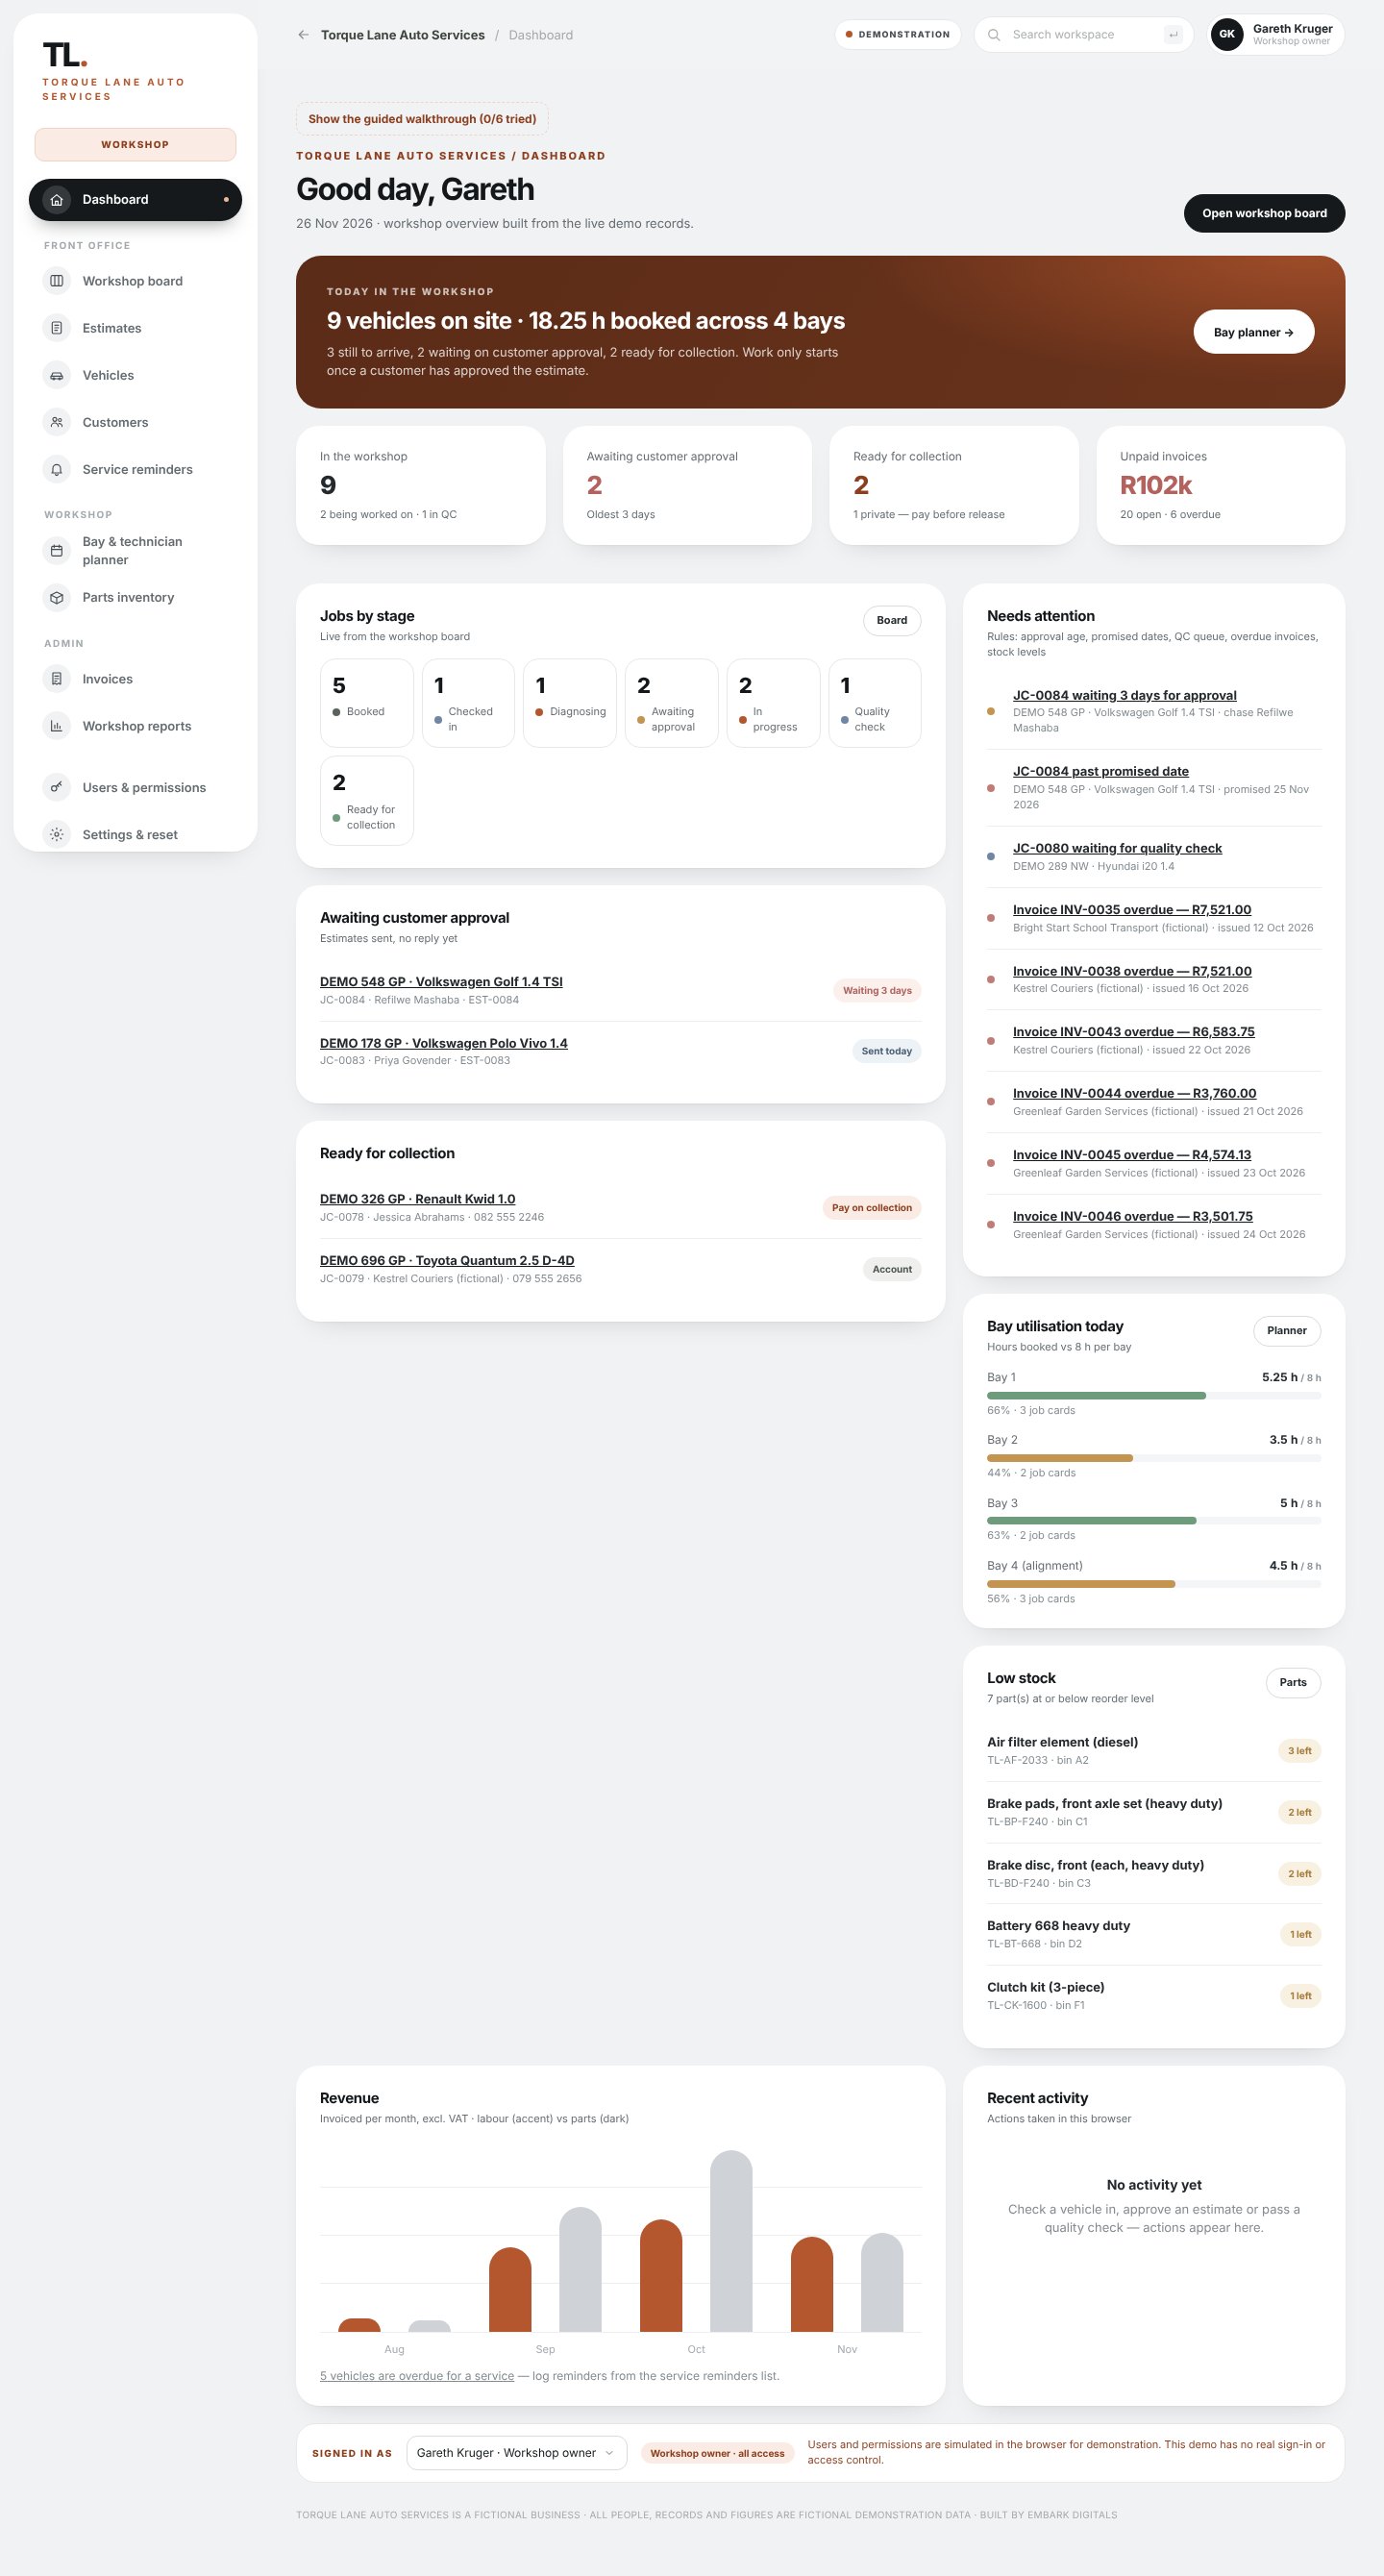 TL.
TORQUE LANE AUTO
SERVICES
WORKSHOP
Dashboard
FRONT OFFICE
Workshop board
Estimates
Vehicles
Customers
Service reminders
WORKSHOP
Bay & technician
planner
Parts inventory
ADMIN
Invoices
Workshop reports
Users & permissions
Settings & reset
Torque Lane Auto Services / Dashboard
DEMONSTRATION
Search workspace
GK
Gareth Kruger
Workshop owner
Show the guided walkthrough (0/6 tried)
TORQUE LANE AUTO SERVICES / DASHBOARD
Good day, Gareth
26 Nov 2026 · workshop overview built from the live demo records.
Open workshop board
TODAY IN THE WORKSHOP
9 vehicles on site · 18.25 h booked across 4 bays
3 still to arrive, 2 waiting on customer approval, 2 ready for collection. Work only starts
once a customer has approved the estimate.
Bay planner →
In the workshop
9
2 being worked on · 1 in QC
Awaiting customer approval
2
Oldest 3 days
Ready for collection
2
1 private — pay before release
Unpaid invoices
R102k
20 open · 6 overdue
Jobs by stage
Live from the workshop board
Board
5
Booked
1
Checked
in
1
Diagnosing
2
Awaiting
approval
2
In
progress
1
Quality
check
2
Ready for
collection
Awaiting customer approval
Estimates sent, no reply yet
DEMO 548 GP · Volkswagen Golf 1.4 TSI
JC-0084 · Refilwe Mashaba · EST-0084
Waiting 3 days
DEMO 178 GP · Volkswagen Polo Vivo 1.4
JC-0083 · Priya Govender · EST-0083
Sent today
Ready for collection
DEMO 326 GP · Renault Kwid 1.0
JC-0078 · Jessica Abrahams · 082 555 2246
Pay on collection
DEMO 696 GP · Toyota Quantum 2.5 D-4D
JC-0079 · Kestrel Couriers (fictional) · 079 555 2656
Account
Needs attention
Rules: approval age, promised dates, QC queue, overdue invoices,
stock levels
JC-0084 waiting 3 days for approval
DEMO 548 GP · Volkswagen Golf 1.4 TSI · chase Refilwe
Mashaba
JC-0084 past promised date
DEMO 548 GP · Volkswagen Golf 1.4 TSI · promised 25 Nov
2026
JC-0080 waiting for quality check
DEMO 289 NW · Hyundai i20 1.4
Invoice INV-0035 overdue — R7,521.00
Bright Start School Transport (fictional) · issued 12 Oct 2026
Invoice INV-0038 overdue — R7,521.00
Kestrel Couriers (fictional) · issued 16 Oct 2026
Invoice INV-0043 overdue — R6,583.75
Kestrel Couriers (fictional) · issued 22 Oct 2026
Invoice INV-0044 overdue — R3,760.00
Greenleaf Garden Services (fictional) · issued 21 Oct 2026
Invoice INV-0045 overdue — R4,574.13
Greenleaf Garden Services (fictional) · issued 23 Oct 2026
Invoice INV-0046 overdue — R3,501.75
Greenleaf Garden Services (fictional) · issued 24 Oct 2026
Bay utilisation today
Hours booked vs 8 h per bay
Planner
Bay 1
5.25 h / 8 h
66% · 3 job cards
Bay 2
3.5 h / 8 h
44% · 2 job cards
Bay 3
5 h / 8 h
63% · 2 job cards
Bay 4 (alignment)
4.5 h / 8 h
56% · 3 job cards
Low stock
7 part(s) at or below reorder level
Parts
Air filter element (diesel)
TL-AF-2033 · bin A2
3 left
Brake pads, front axle set (heavy duty)
TL-BP-F240 · bin C1
2 left
Brake disc, front (each, heavy duty)
TL-BD-F240 · bin C3
2 left
Battery 668 heavy duty
TL-BT-668 · bin D2
1 left
Clutch kit (3-piece)
TL-CK-1600 · bin F1
1 left
Revenue
Invoiced per month, excl. VAT · labour (accent) vs parts (dark)
Aug
Sep
Oct
Nov
5 vehicles are overdue for a service — log reminders from the service reminders list.
Recent activity
Actions taken in this browser
No activity yet
Check a vehicle in, approve an estimate or pass a
quality check — actions appear here.
SIGNED IN AS
Gareth Kruger · Workshop owner
Workshop owner · all access
Users and permissions are simulated in the browser for demonstration. This demo has no real sign-in or
access control.
TORQUE LANE AUTO SERVICES IS A FICTIONAL BUSINESS · ALL PEOPLE, RECORDS AND FIGURES ARE FICTIONAL DEMONSTRATION DATA · BUILT BY EMBARK DIGITALS